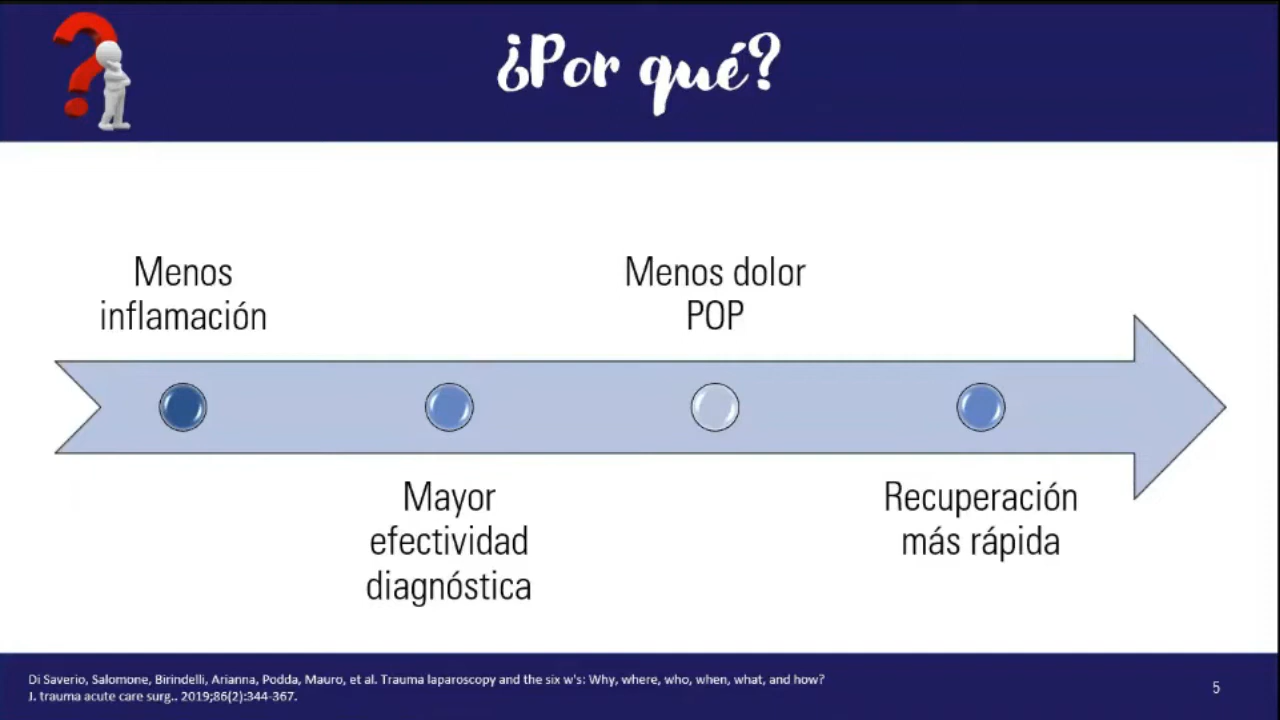 ¿Por qué?
Menos
inflamación
Mayor
efectividad
diagnóstica
Menos dolor
POP
Recuperación
más rápida
Di Saverio, Salomone, Birindelli, Arianna, Podda, Mauro, et al. Trauma laparoscopy and the six w's: Why, where, who, when, what, and how?
J. trauma acute care surg.. 2019;86(2):344-367.
5